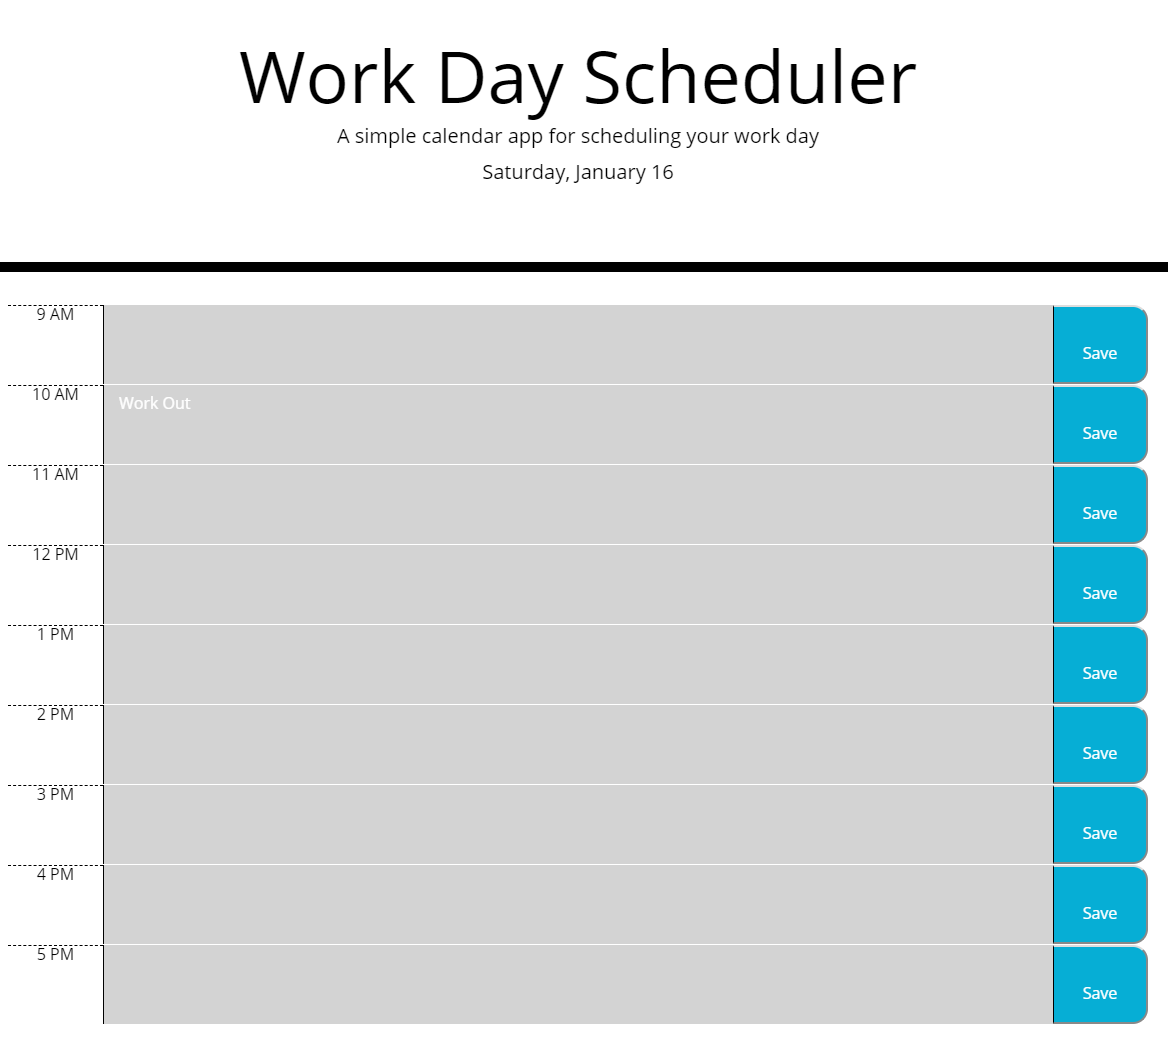 Work Day Scheduler
A simple calendar app for scheduling your work day
Saturday, January 16
9 AM
Save
10 AM
Work Out
Save
11 AM
Save
12 PM
Save
1 PM
Save
2 PM
Save
3 PM
Save
4 PM
Save
5 PM
Save